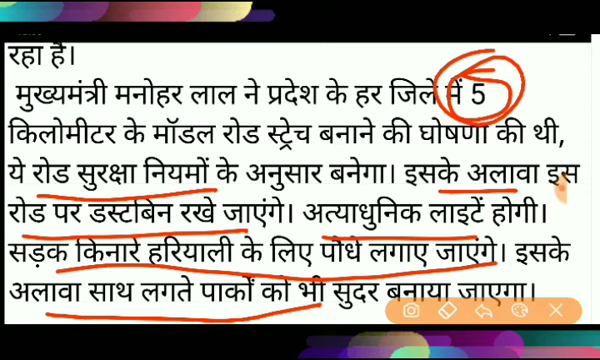 रहा है।
मुख्यमंत्री मनोहर लाल ने प्रदेश के हर जिले में 5
किलोमीटर के मॉडल रोड स्ट्रेच बनाने की घोषणा की थी,
ये रोड सुरक्षा नियमों के अनुसार बनेगा। इसके अलावा इस
रोड पर डस्टबिन रखे जाएंगे। अत्याधुनिक लाइटें होगी।
सड़क किनारे हरियाली के लिए पौधे लगाए जाएंगे। इसके
अलावा साथ लगते पार्कों को भी सुदर बनाया जाएगा।